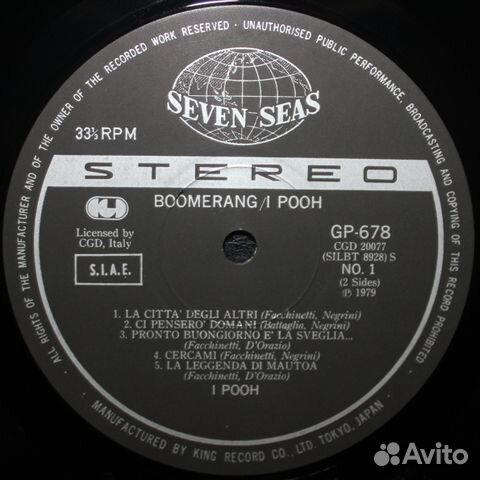 ALL RIGHTS OF THE MANUFACTURER AND OF THE OWNER OF THE RECORDED WORK RESERVED - UNAUTHORISED PUBLIC PERFORMANCE, BROADCASTING AND COPYING OF THIS RECORD PROHIBITED
SEVEN SEAS
33⅓ RPM
STEREO
BOOMERANG/I POOH
Licensed by
CGD, Italy
S.I.A.E.
GP-678
CGD 20077
(SILBT 8928) S
NO. 1
(2 Sides)
Ⓟ 1979
1. LA CITTA' DEGLI ALTRI (Facchinetti, Negrini)
2. CI PENSERO' DOMANI (Battaglia, Negrini)
3. PRONTO BUONGIORNO E' LA SVEGLIA...
(Facchinetti, D'Orazio)
4. CERCAMI (Facchinetti, Negrini)
5. LA LEGGENDA DI MAUTOA
(Facchinetti, D'Orazio)
I POOH
MANUFACTURED BY KING RECORD CO., LTD. TOKYO, JAPAN
Avito